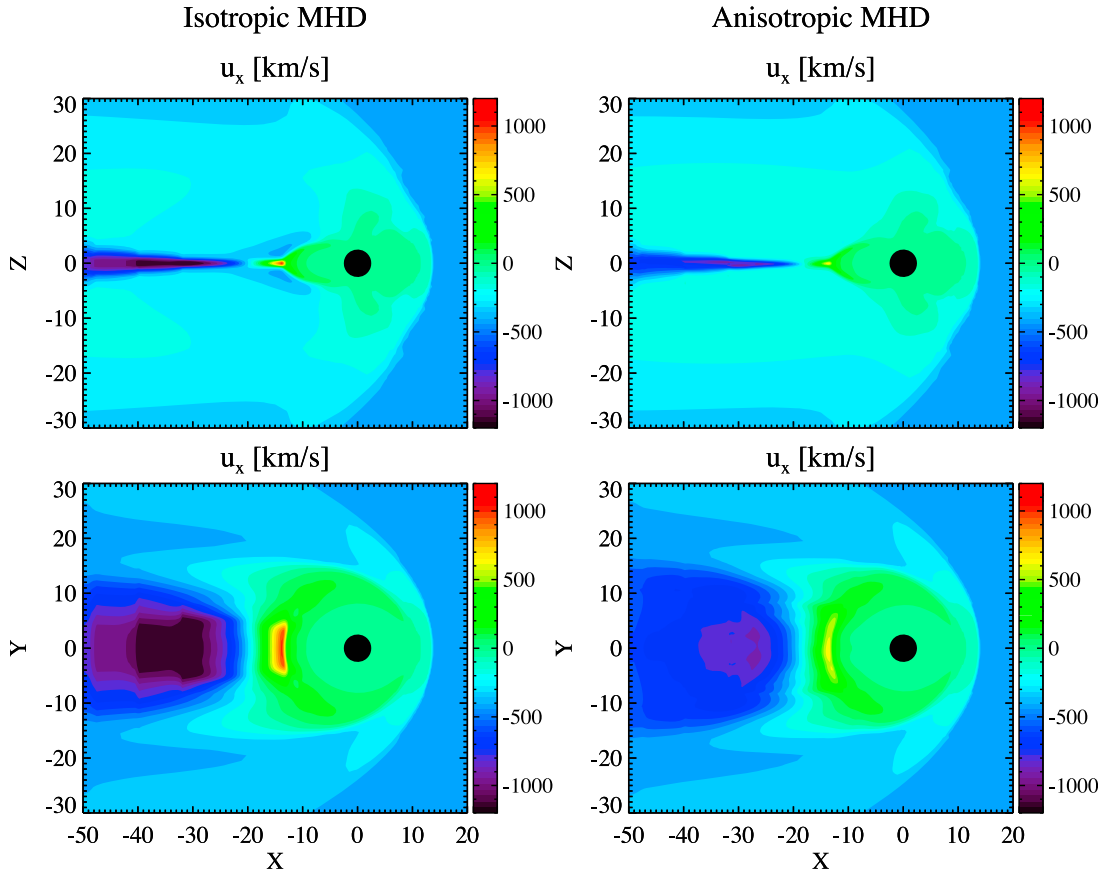 Isotropic MHD Anisotropic MHD
u_x [km/s] u_x [km/s]
30 30
1000 1000
20 20
10 500 10 500
Z 0 0 Z 0 0
-10 -500 -10 -500
-20 -20
-1000 -1000
-30 -30
u_x [km/s] u_x [km/s]
30 30
1000 1000
20 20
10 500 10 500
Y 0 0 Y 0 0
-10 -500 -10 -500
-20 -20
-1000 -1000
-30 -30
-50 -40 -30 -20 -10 0 10 20 -50 -40 -30 -20 -10 0 10 20
X X